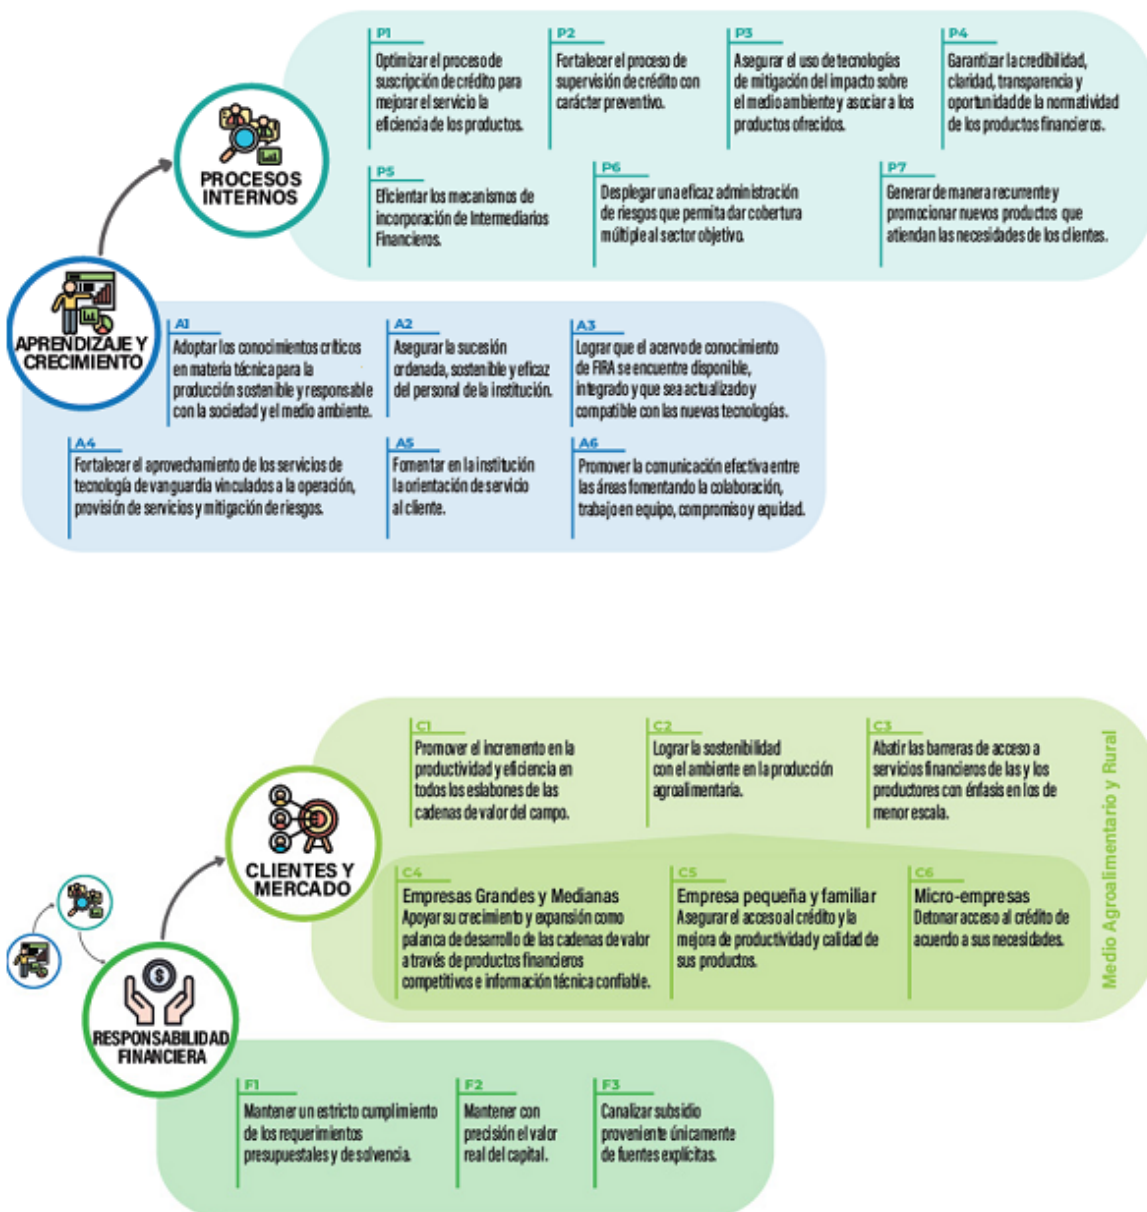 P1
Optimizar el proceso de
suscripción de crédito para
mejorar el servicio la
eficiencia de los productos.
P2
Fortalecer el proceso de
supervisión de crédito con
carácter preventivo.
P3
Asegurar el uso de tecnologías
de mitigación del impacto sobre
el medio ambiente y asociar a los
productos ofrecidos.
P4
Garantizar la credibilidad,
claridad, transparencia y
oportunidad de la normatividad
de los productos financieros.
PROCESOS
INTERNOS
P5
Eficientar los mecanismos de
incorporación de Intermediarios
Financieros.
P6
Desplegar una eficaz administración
de riesgos que permita dar cobertura
múltiple al sector objetivo.
P7
Generar de manera recurrente y
promocionar nuevos productos que
atiendan las necesidades de los clientes.
APRENDIZAJE Y
CRECIMIENTO
A1
Adoptar los conocimientos críticos
en materia técnica para la
producción sostenible y responsable
con la sociedad y el medio ambiente.
A2
Asegurar la sucesión
ordenada, sostenible y eficaz
del personal de la institución.
A3
Lograr que el acervo de conocimiento
de FIRA se encuentre disponible,
integrado y que sea actualizado y
compatible con las nuevas tecnologías.
A4
Fortalecer el aprovechamiento de los servicios de
tecnología de vanguardia vinculados a la operación,
provisión de servicios y mitigación de riesgos.
A5
Fomentar en la institución
la orientación de servicio
al cliente.
A6
Promover la comunicación efectiva entre
las áreas fomentando la colaboración,
trabajo en equipo, compromiso y equidad.
C1
Promover el incremento en la
productividad y eficiencia en
todos los eslabones de las
cadenas de valor del campo.
C2
Lograr la sostenibilidad
con el ambiente en la producción
agroalimentaria.
C3
Abatir las barreras de acceso a
servicios financieros de las y los
productores con énfasis en los de
menor escala.
Medio Agroalimentario y Rural
CLIENTES Y
MERCADO
C4
Empresas Grandes y Medianas
Apoyar su crecimiento y expansión como
palanca de desarrollo de las cadenas de valor
a través de productos financieros
competitivos e información técnica confiable.
C5
Empresa pequeña y familiar
Asegurar el acceso al crédito y la
mejora de productividad y calidad de
sus productos.
C6
Micro-empresas
Detonar acceso al crédito de
acuerdo a sus necesidades.
RESPONSABILIDAD
FINANCIERA
F1
Mantener un estricto cumplimiento
de los requerimientos
presupuestales y de solvencia.
F2
Mantener con
precisión el valor
real del capital.
F3
Canalizar subsidio
proveniente únicamente
de fuentes explícitas.